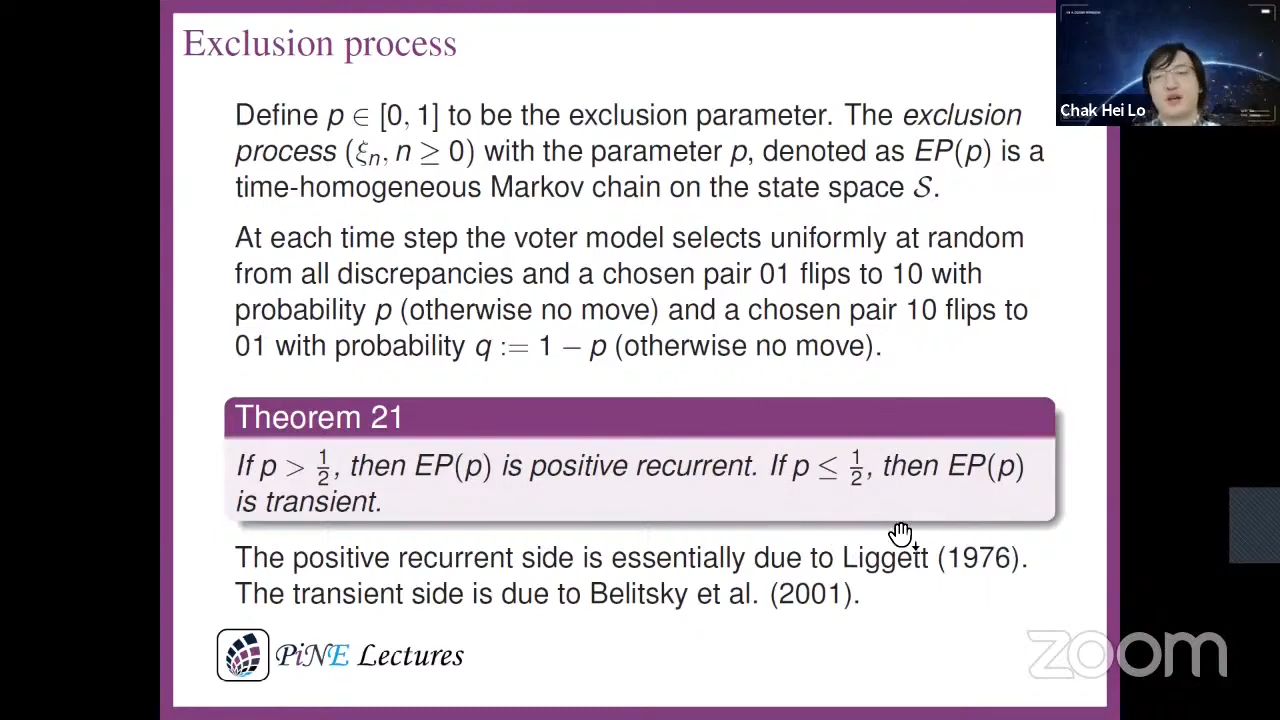 Exclusion process
Chak Hei Lo
Define p ∈ [0, 1] to be the exclusion parameter. The exclusion
process (ξₙ, n ≥ 0) with the parameter p, denoted as EP(p) is a
time-homogeneous Markov chain on the state space 𝒮.
At each time step the voter model selects uniformly at random
from all discrepancies and a chosen pair 01 flips to 10 with
probability p (otherwise no move) and a chosen pair 10 flips to
01 with probability q := 1 − p (otherwise no move).
Theorem 21
If p > 1/2, then EP(p) is positive recurrent. If p ≤ 1/2, then EP(p)
is transient.
The positive recurrent side is essentially due to Liggett (1976).
The transient side is due to Belitsky et al. (2001).
PiNE Lectures
zoom